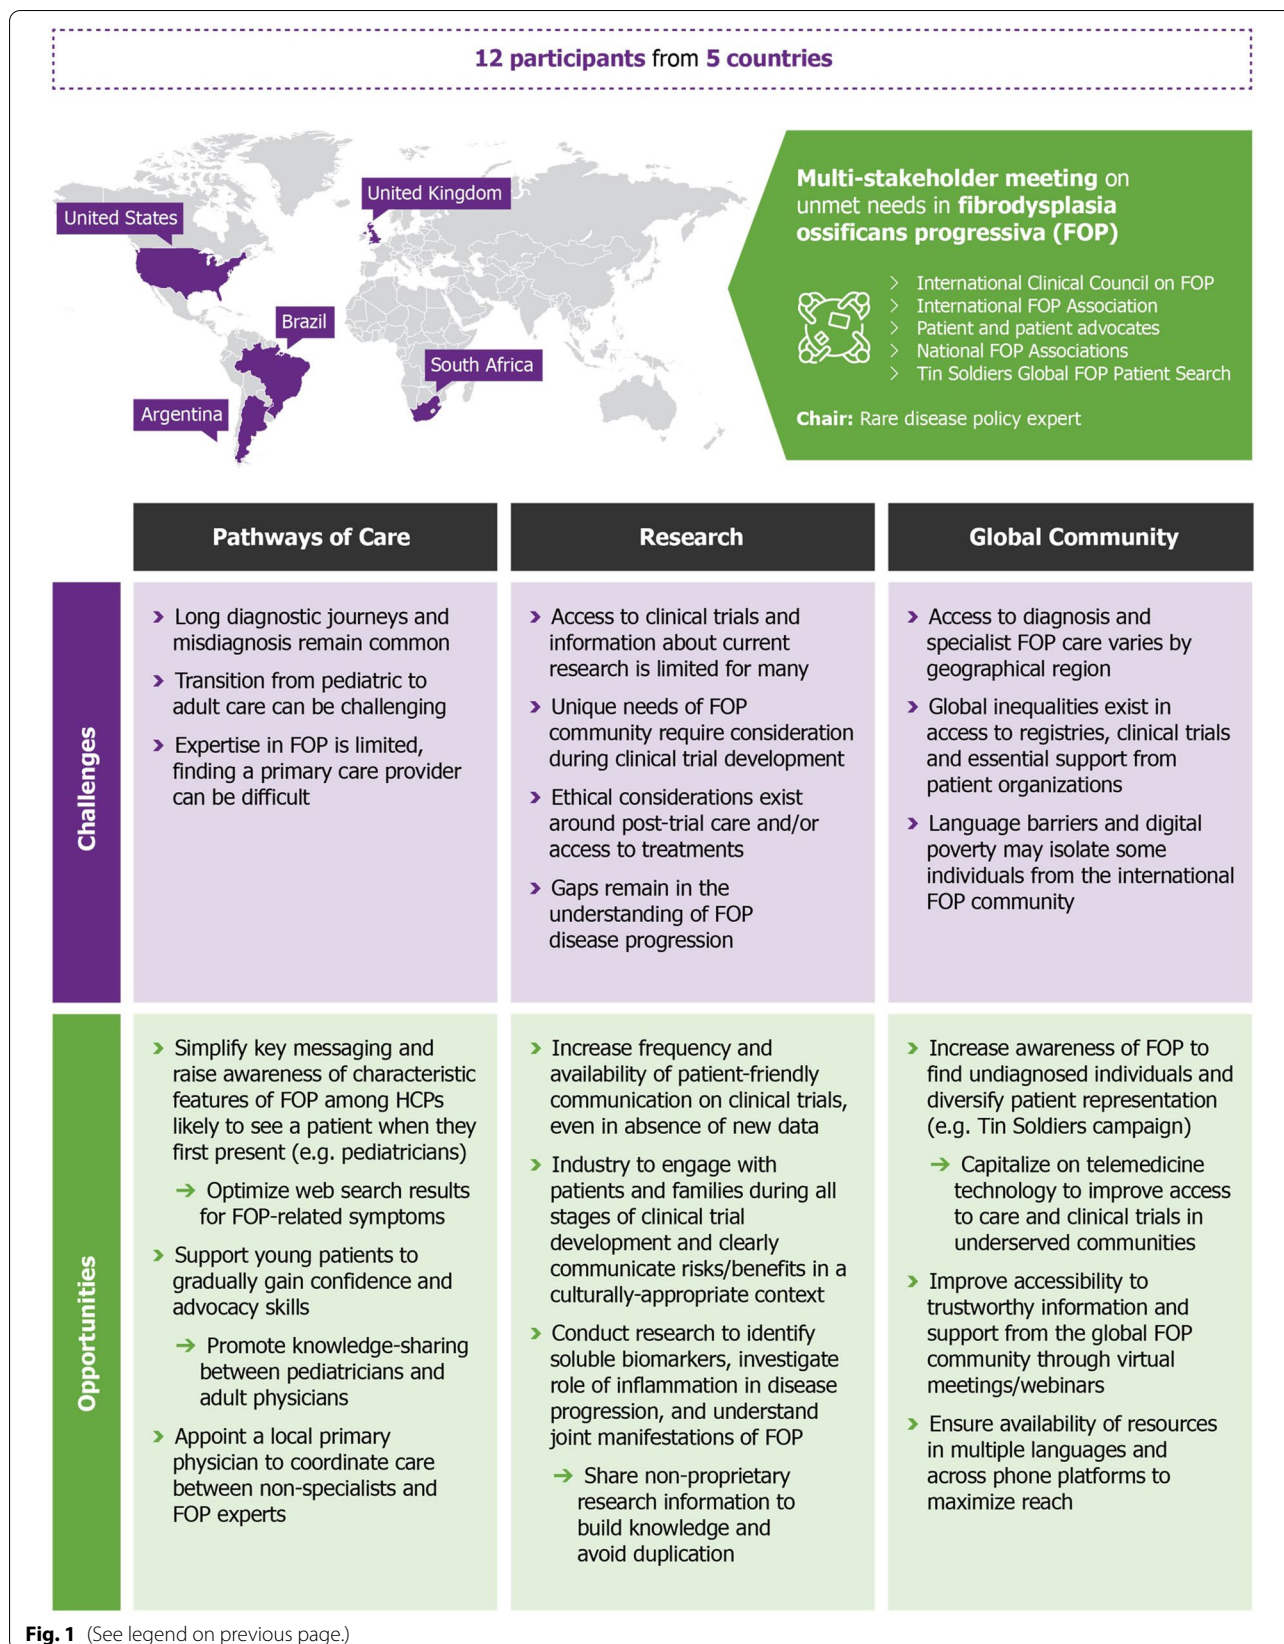 12 participants from 5 countries
United States
United Kingdom
Brazil
South Africa
Argentina
Multi-stakeholder meeting on
unmet needs in fibrodysplasia
ossificans progressiva (FOP)
International Clinical Council on FOP
International FOP Association
Patient and patient advocates
National FOP Associations
Tin Soldiers Global FOP Patient Search
Chair: Rare disease policy expert
Pathways of Care
Research
Global Community
Challenges
Long diagnostic journeys and
misdiagnosis remain common
Transition from pediatric to
adult care can be challenging
Expertise in FOP is limited,
finding a primary care provider
can be difficult
Access to clinical trials and
information about current
research is limited for many
Unique needs of FOP
community require consideration
during clinical trial development
Ethical considerations exist
around post-trial care and/or
access to treatments
Gaps remain in the
understanding of FOP
disease progression
Access to diagnosis and
specialist FOP care varies by
geographical region
Global inequalities exist in
access to registries, clinical trials
and essential support from
patient organizations
Language barriers and digital
poverty may isolate some
individuals from the international
FOP community
Opportunities
Simplify key messaging and
raise awareness of characteristic
features of FOP among HCPs
likely to see a patient when they
first present (e.g. pediatricians)
→ Optimize web search results
for FOP-related symptoms
Support young patients to
gradually gain confidence and
advocacy skills
→ Promote knowledge-sharing
between pediatricians and
adult physicians
Appoint a local primary
physician to coordinate care
between non-specialists and
FOP experts
Increase frequency and
availability of patient-friendly
communication on clinical trials,
even in absence of new data
Industry to engage with
patients and families during all
stages of clinical trial
development and clearly
communicate risks/benefits in a
culturally-appropriate context
Conduct research to identify
soluble biomarkers, investigate
role of inflammation in disease
progression, and understand
joint manifestations of FOP
→ Share non-proprietary
research information to
build knowledge and
avoid duplication
Increase awareness of FOP to
find undiagnosed individuals and
diversify patient representation
(e.g. Tin Soldiers campaign)
→ Capitalize on telemedicine
technology to improve access
to care and clinical trials in
underserved communities
Improve accessibility to
trustworthy information and
support from the global FOP
community through virtual
meetings/webinars
Ensure availability of resources
in multiple languages and
across phone platforms to
maximize reach
Fig. 1 (See legend on previous page.)